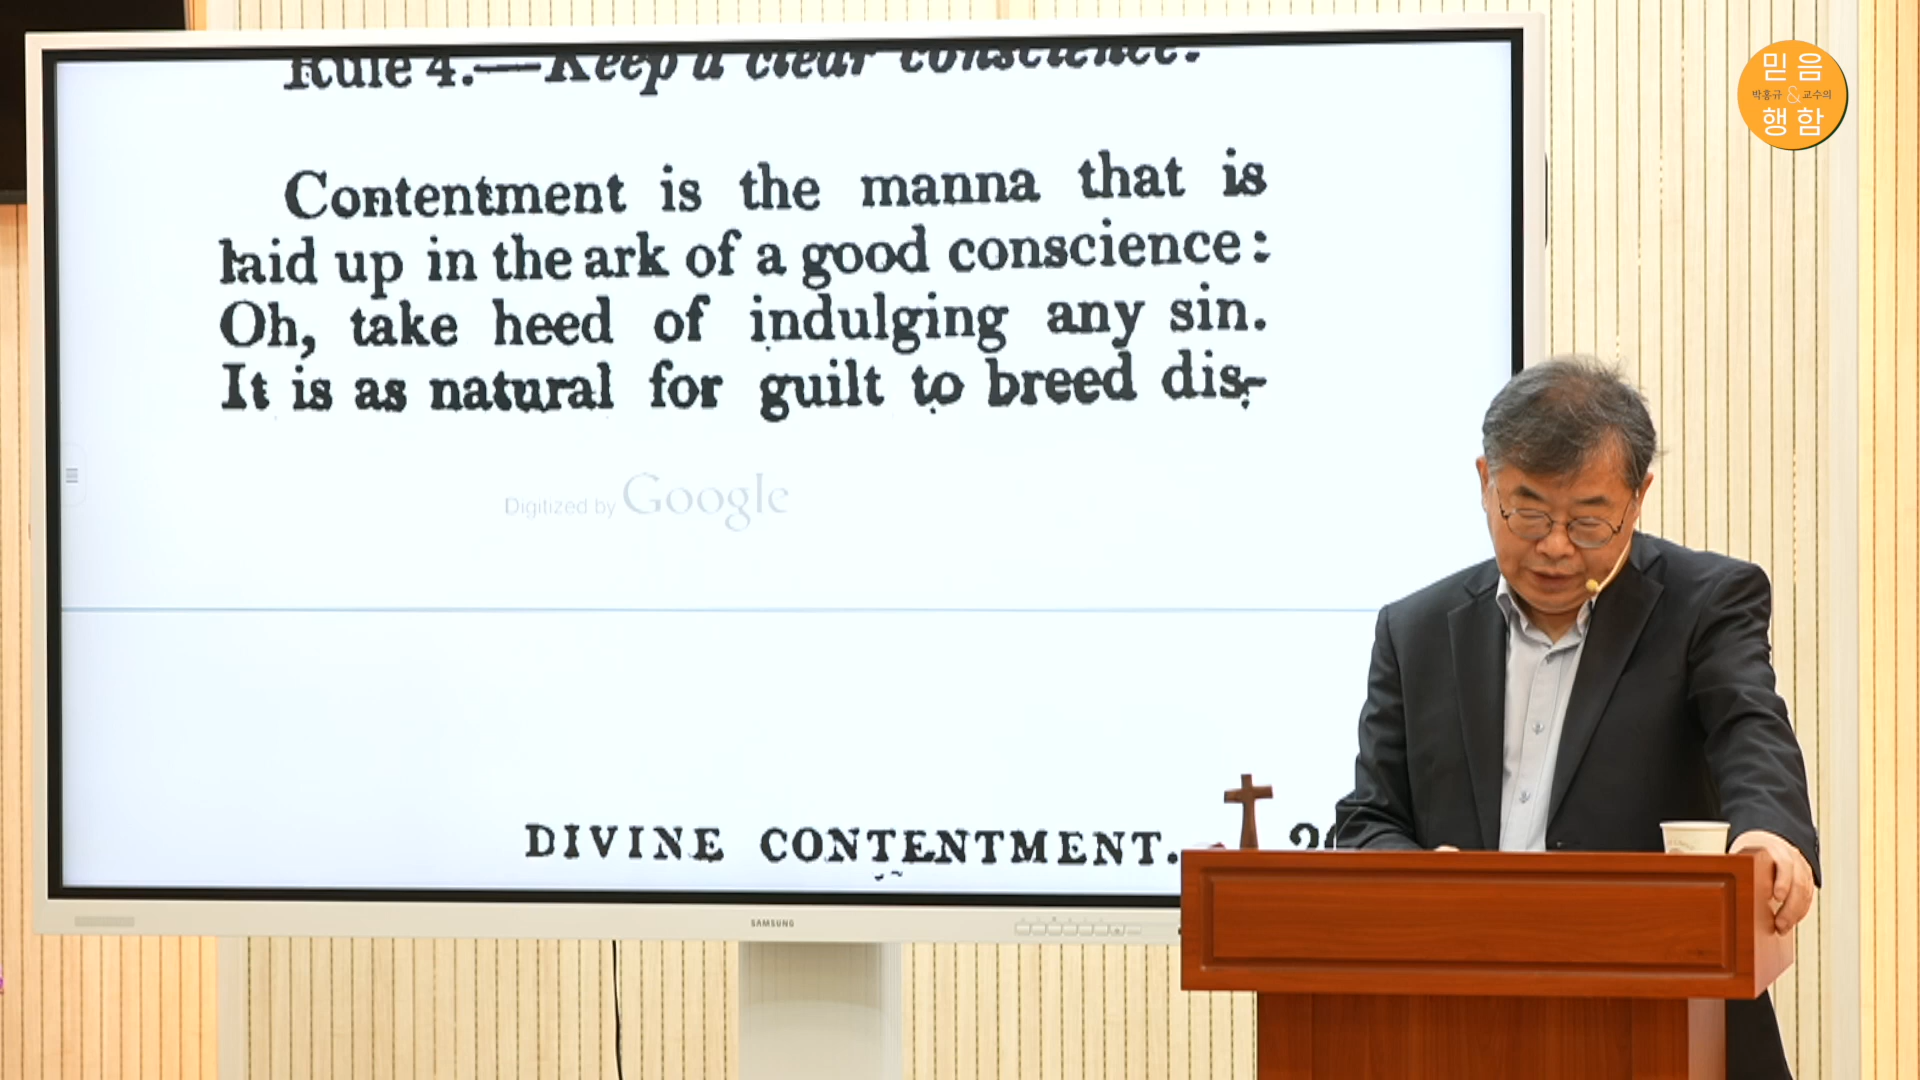 Rule 4.—Keep a clear conscience.
Contentment is the manna that is
laid up in the ark of a good conscience:
Oh, take heed of indulging any sin.
It is as natural for guilt to breed dis-
Digitized by Google
DIVINE CONTENTMENT.
SAMSUNG
믿음
박홍규 & 교수의
행함